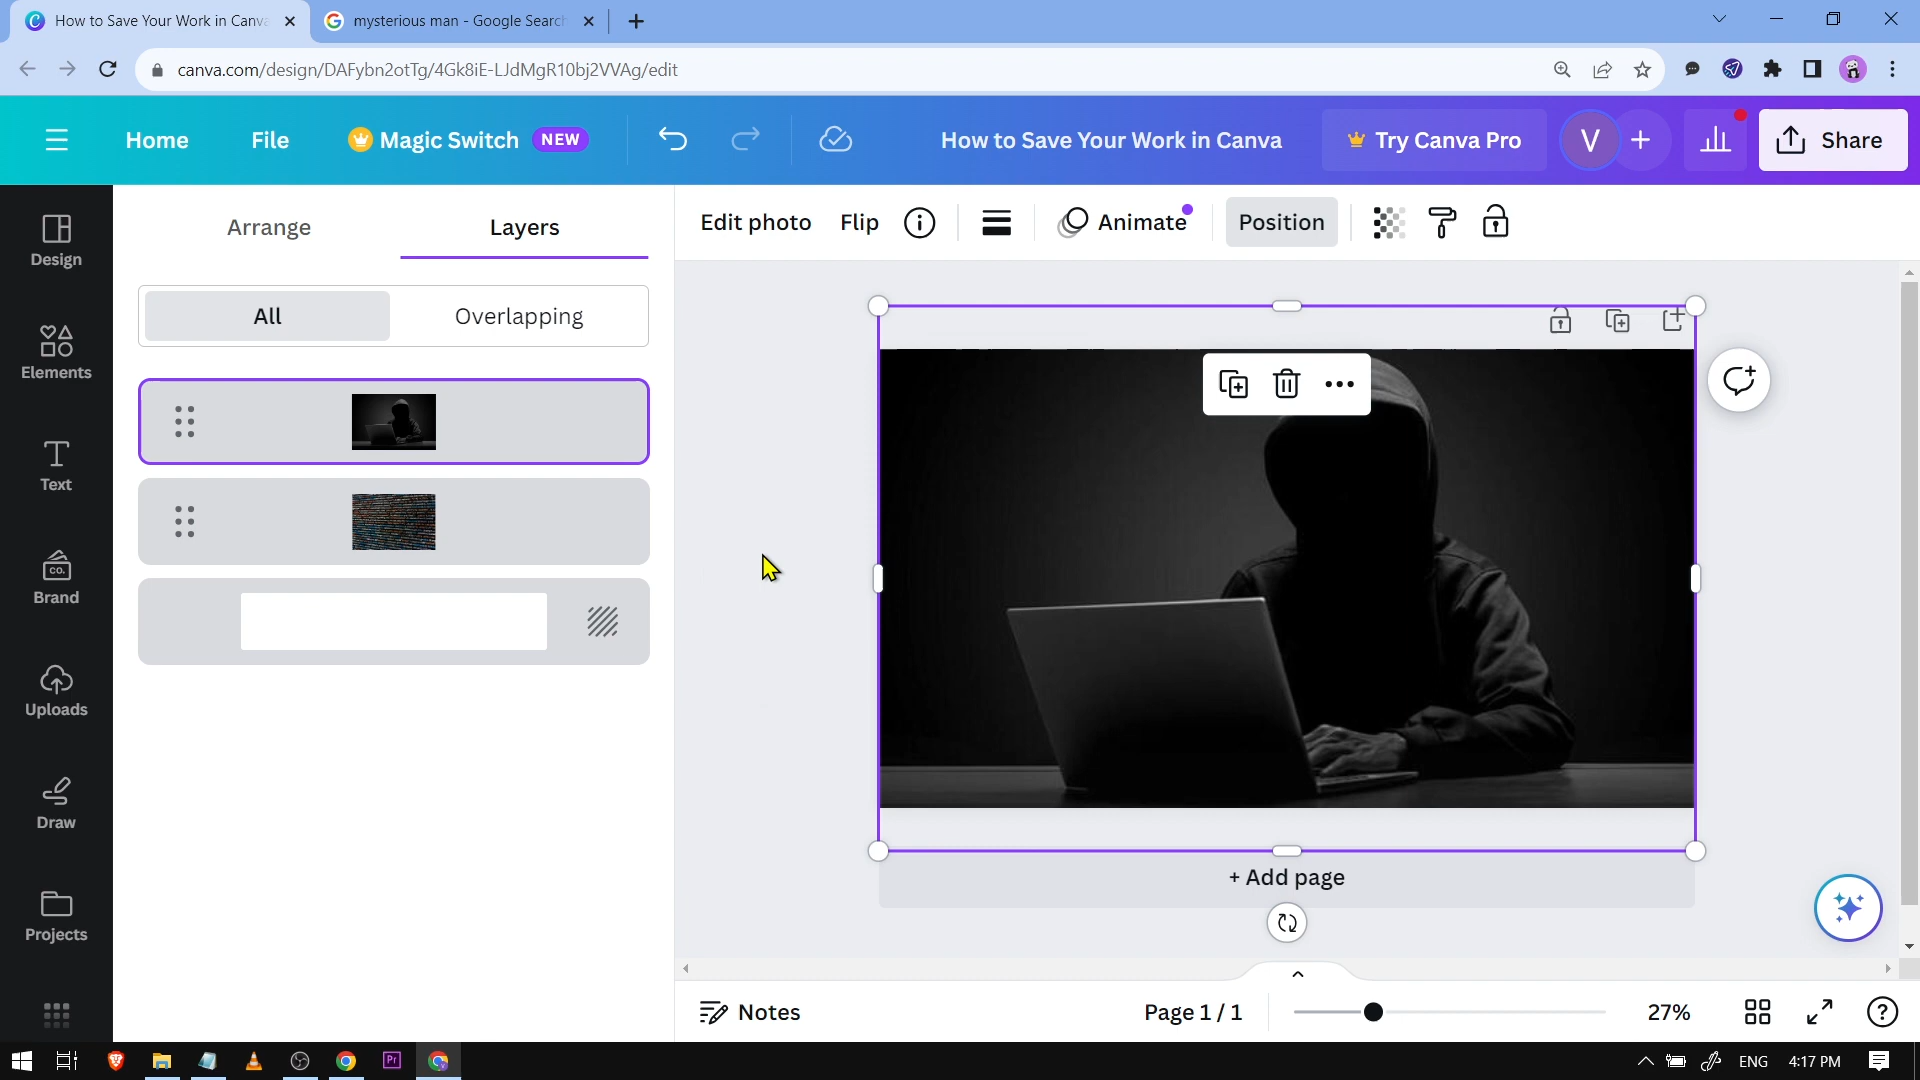 How to Save Your Work in Canva
mysterious man - Google Search
canva.com/design/DAFybn2otTg/4Gk8iE-LJdMgR10bj2VVAg/edit
Home
File
Magic Switch
NEW
How to Save Your Work in Canva
Try Canva Pro
V
Share
Design
Elements
Text
CO.
Brand
Uploads
Draw
Projects
Arrange
Layers
All
Overlapping
Edit photo
Flip
Animate
Position
+ Add page
Notes
Page 1 / 1
27%
Pr
ENG
4:17 PM